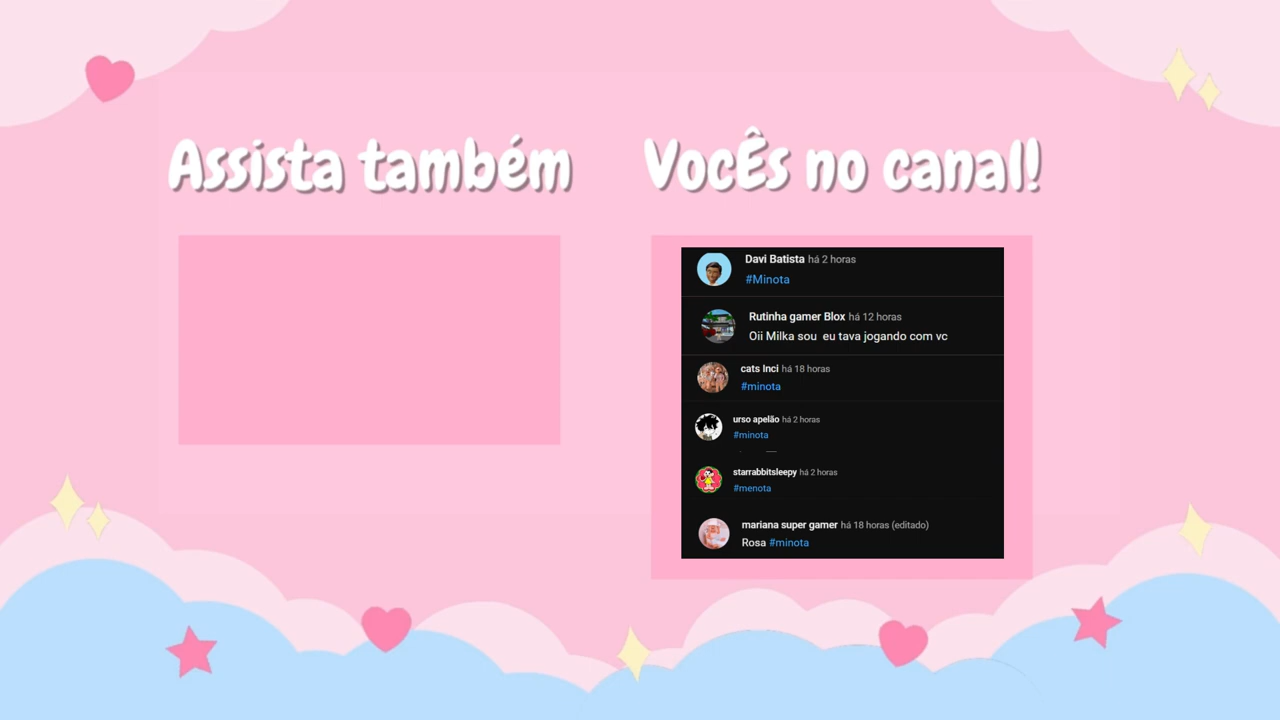 Assista também
VocÊs no canal!
Davi Batista há 2 horas
#Minota
Rutinha gamer Blox há 12 horas
Oii Milka sou eu tava jogando com vc
cats Inci há 18 horas
#minota
urso apelão há 2 horas
#minota
starrabbitsleepy há 2 horas
#menota
mariana super gamer há 18 horas (editado)
Rosa #minota